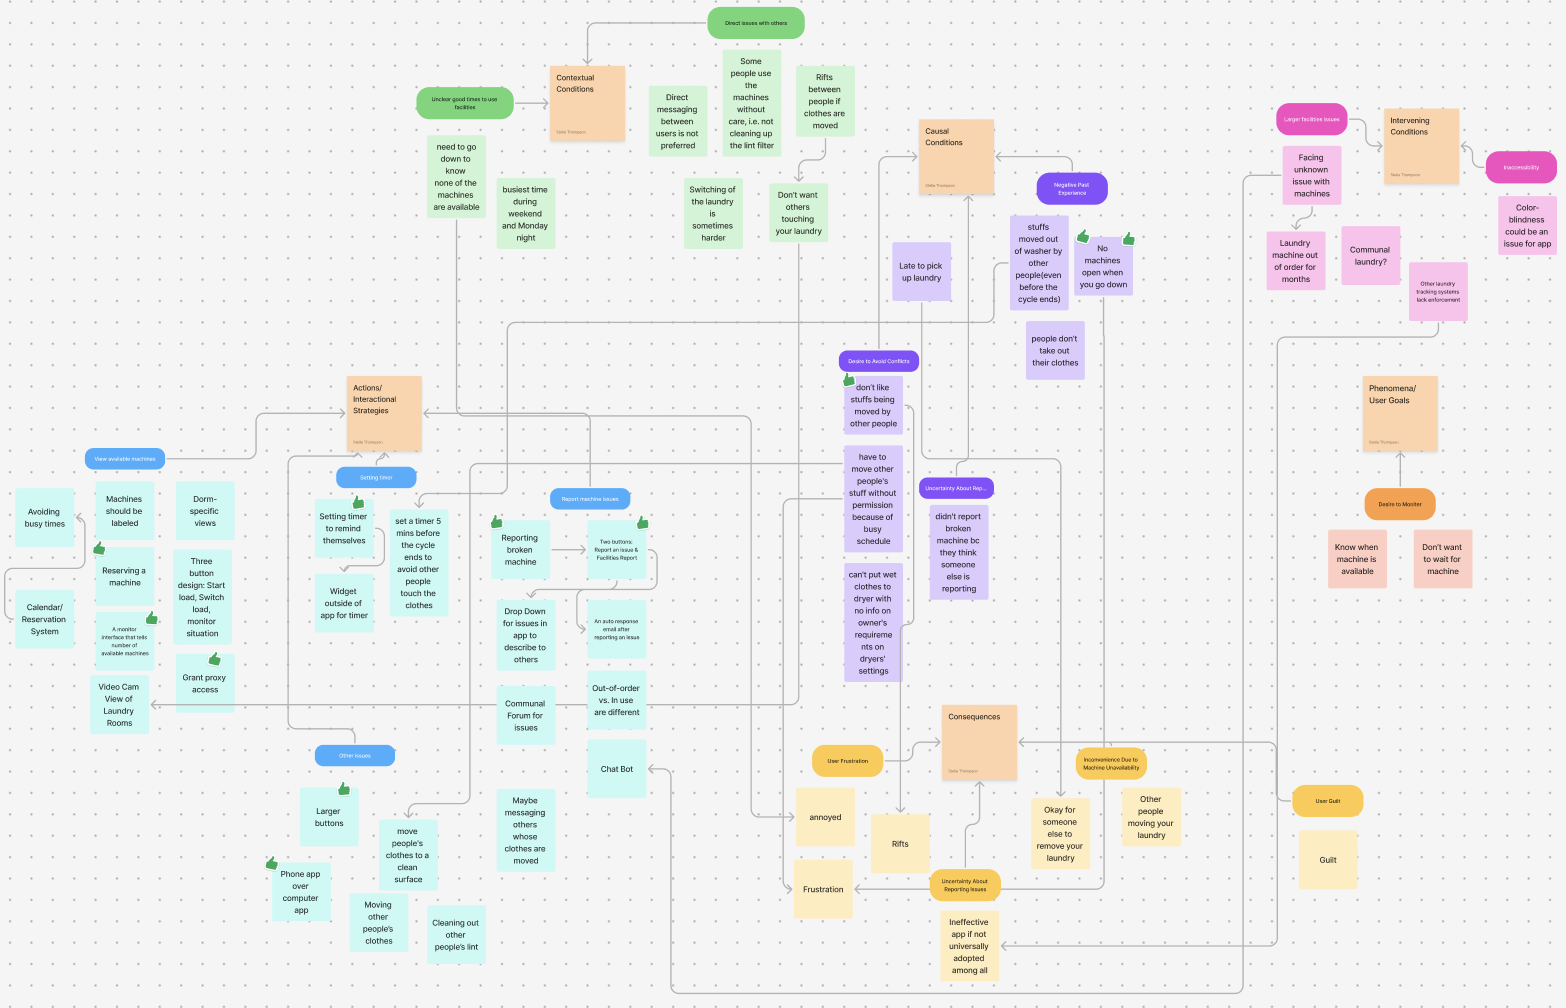 Direct issues with others
Contextual
Conditions
Stella Thompson
Unclear good times to use
facilities
need to go
down to
know
none of the
machines
are available
busiest time
during
weekend
and Monday
night
Direct
messaging
between
users is not
preferred
Some
people use
the
machines
without
care, i.e. not
cleaning up
the lint filter
Rifts
between
people if
clothes are
moved
Switching of
the laundry
is
sometimes
harder
Don't want
others
touching
your laundry
Causal
Conditions
Stella Thompson
Negative Past
Experience
Late to pick
up laundry
stuffs
moved out
of washer by
other
people(even
before the
cycle ends)
No
machines
open when
you go down
people don't
take out
their clothes
Desire to Avoid Conflicts
don't like
stuffs being
moved by
other people
have to
move other
people's
stuff without
permission
because of
busy
schedule
can't put wet
clothes to
dryer with
no info on
owner's
requireme
nts on
dryers'
settings
Uncertainty About Rep...
didn't report
broken
machine bc
they think
someone
else is
reporting
Larger facilities issues
Intervening
Conditions
Stella Thompson
Inaccessibility
Facing
unknown
issue with
machines
Laundry
machine out
of order for
months
Communal
laundry?
Color-
blindness
could be an
issue for app
Other laundry
tracking systems
lack enforcement
Phenomena/
User Goals
Stella Thompson
Desire to Moniter
Know when
machine is
available
Don't want
to wait for
machine
Actions/
Interactional
Strategies
Stella Thompson
View available machines
Avoiding
busy times
Machines
should be
labeled
Dorm-
specific
views
Reserving a
machine
Three
button
design: Start
load, Switch
load,
monitor
situation
Calendar/
Reservation
System
A monitor
interface that tells
number of
available machines
Grant proxy
access
Video Cam
View of
Laundry
Rooms
Setting timer
Setting timer
to remind
themselves
Widget
outside of
app for timer
set a timer 5
mins before
the cycle
ends to
avoid other
people
touch the
clothes
Report machine issues
Reporting
broken
machine
Two buttons:
Report an issue &
Facilities Report
Drop Down
for issues in
app to
describe to
others
An auto response
email after
reporting an issue
Communal
Forum for
issues
Out-of-order
vs. In use
are different
Chat Bot
Maybe
messaging
others
whose
clothes are
moved
Other issues
Larger
buttons
move
people's
clothes to a
clean
surface
Phone app
over
computer
app
Moving
other
people's
clothes
Cleaning out
other
people's lint
Consequences
Stella Thompson
User Frustration
annoyed
Rifts
Frustration
Uncertainty About
Reporting Issues
Ineffective
app if not
universally
adopted
among all
Inconvenience Due to
Machine Unavailability
Okay for
someone
else to
remove your
laundry
Other
people
moving your
laundry
User Guilt
Guilt